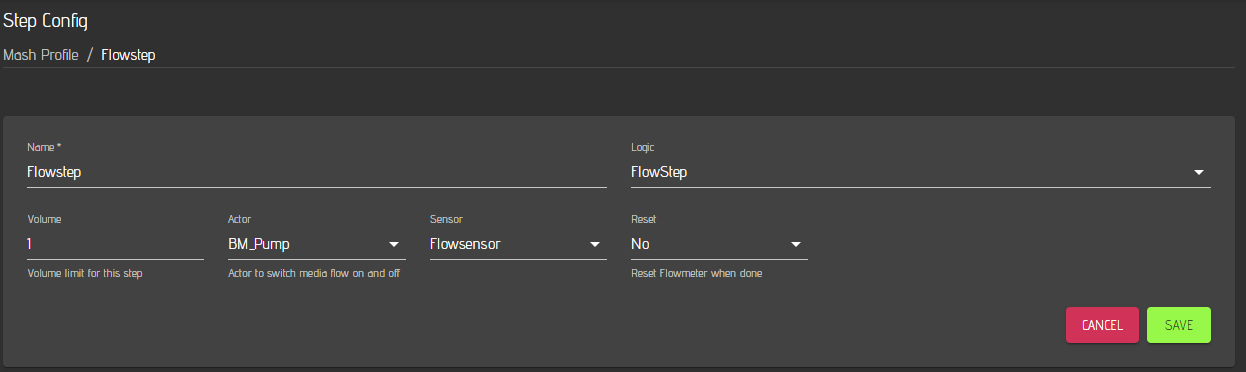 Step Config
Mash Profile / Flowstep
Name *
Logic
Flowstep
FlowStep
Volume
Actor
Sensor
Reset
1
BM_Pump
Flowsensor
No
Volume limit for this step
Actor to switch media flow on and off
Reset Flowmeter when done
CANCEL
SAVE